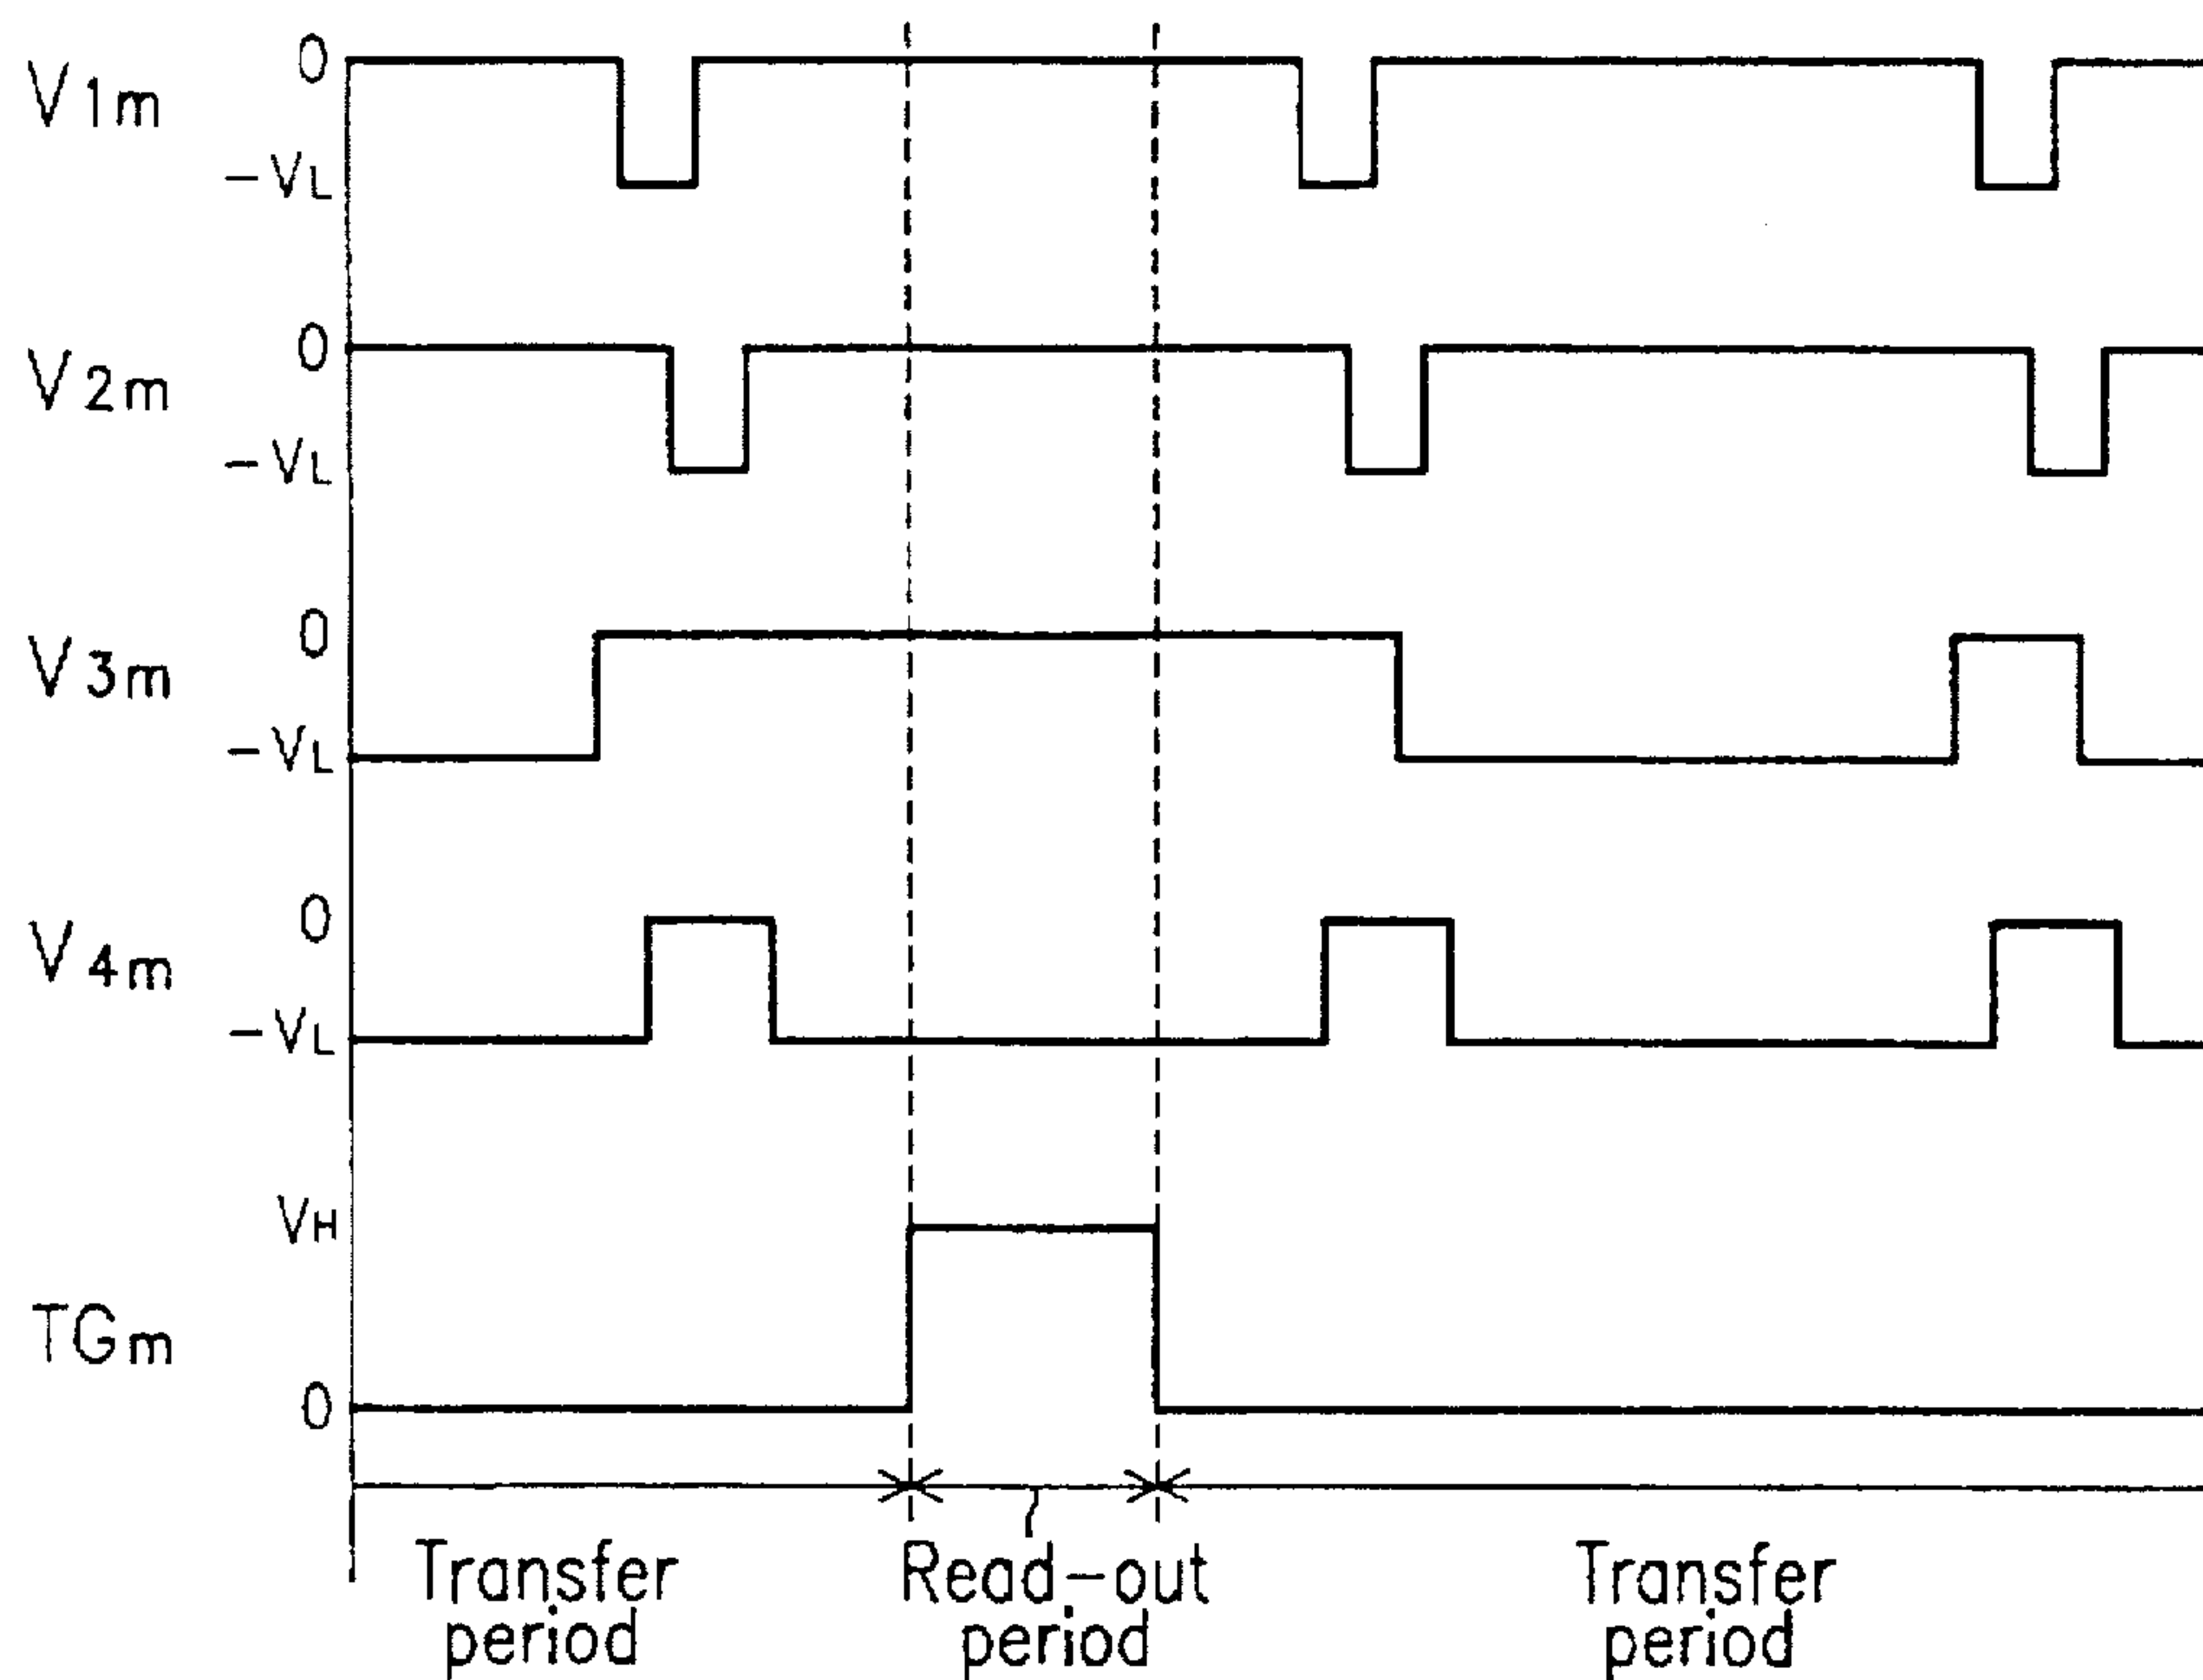 V1m
0
-VL
V2m
0
-VL
V3m
0
-VL
V4m
0
-VL
TGm
VH
0
Transfer period
Read-out period
Transfer period